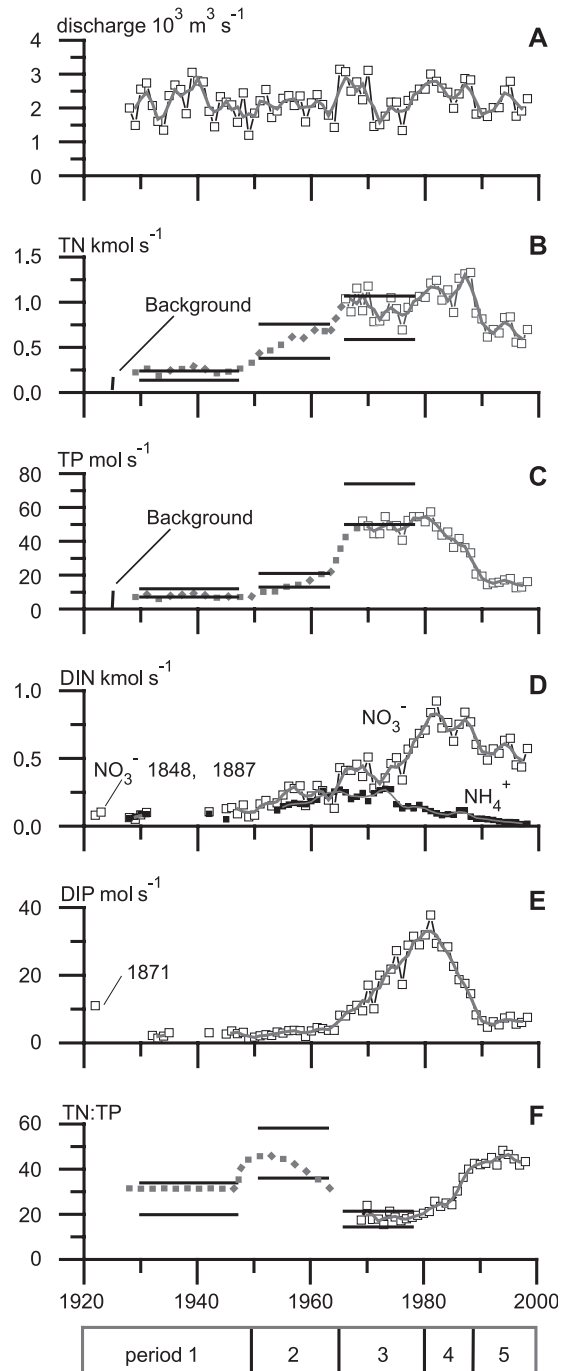 discharge 10³ m³ s⁻¹
A
4
3
2
1
0
TN kmol s⁻¹
B
1.5
Background
1.0
0.5
0.0
TP mol s⁻¹
C
80
Background
60
40
20
0
DIN kmol s⁻¹
D
1.0
NO₃⁻
NO₃⁻ 1848, 1887
0.5
NH₄⁺
0.0
DIP mol s⁻¹
E
40
1871
20
0
TN:TP
F
60
40
20
0
1920 1940 1960 1980 2000
period 1 2 3 4 5